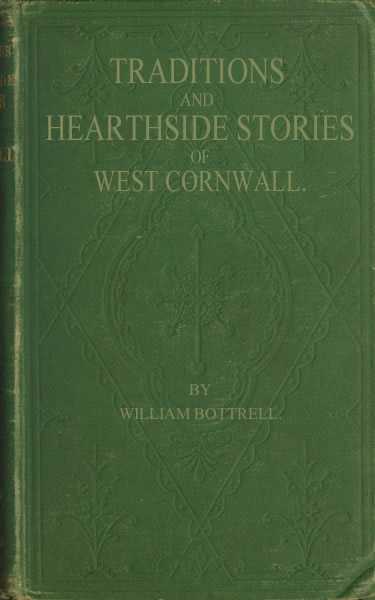 TRADITIONS
AND
HEARTHSIDE STORIES
OF
WEST CORNWALL.
BY
WILLIAM BOTTRELL.